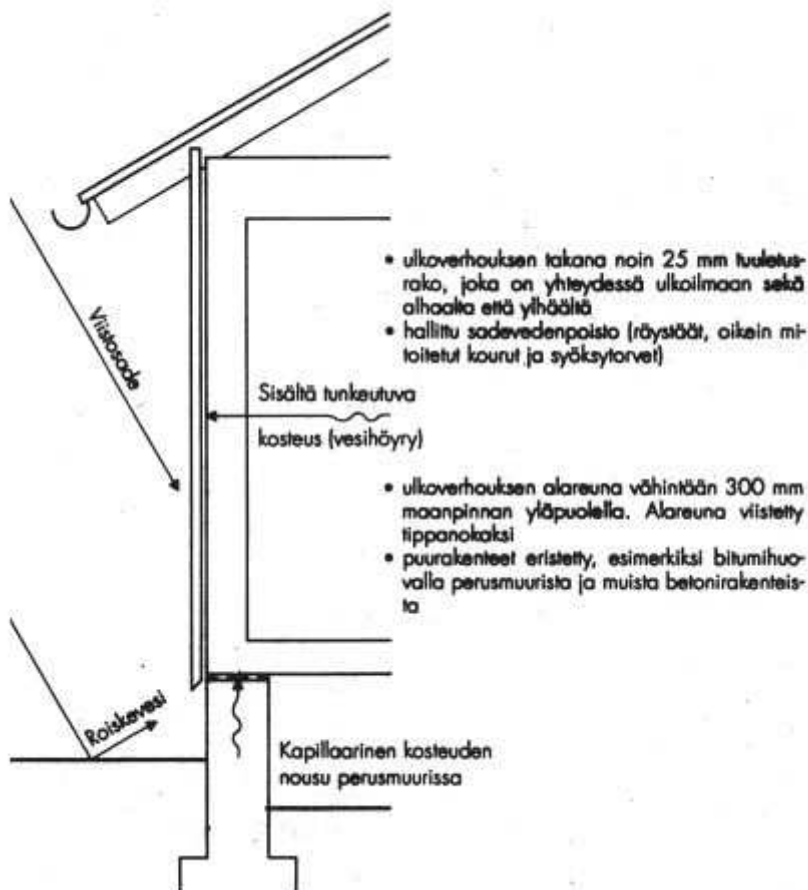 • ulkoverhouksen takana noin 25 mm tuuletus-
rako, joka on yhteydessä ulkoilmaan sekä
alhaalta että ylhäältä
• hallittu sadevedenpoisto (räystäät, oikein mi-
toitetut kourut ja syöksytorvet)
Viistosade
Sisältä tunkeutuva
kosteus (vesihöyry)
• ulkoverhouksen alareuna vähintään 300 mm
maanpinnan yläpuolella. Alareuna viistetty
tippanokaksi
• puurakenteet eristetty, esimerkiksi bitumihuo-
valla perusmuurista ja muista betonirakenteis-
ta
Roiskevesi
Kapillaarinen kosteuden
nousu perusmuurissa